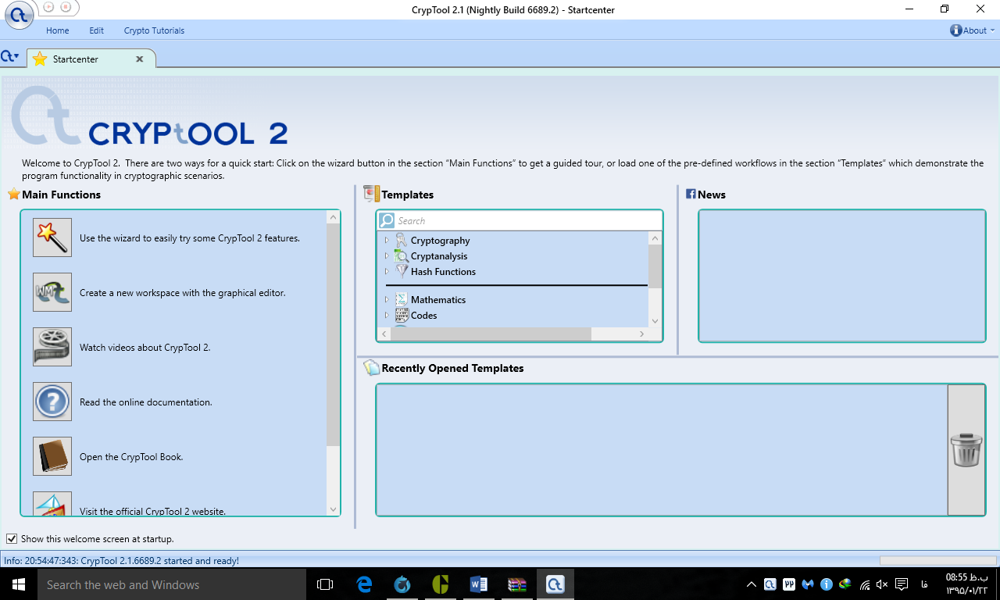 CrypTool 2.1 (Nightly Build 6689.2) - Startcenter
Home Edit Crypto Tutorials
About
Startcenter
CRYPtOOL 2
Welcome to CrypTool 2. There are two ways for a quick start: Click on the wizard button in the section "Main Functions" to get a guided tour, or load one of the pre-defined workflows in the section "Templates" which demonstrate the
program functionality in cryptographic scenarios.
Main Functions
Use the wizard to easily try some CrypTool 2 features.
Create a new workspace with the graphical editor.
Watch videos about CrypTool 2.
Read the online documentation.
Open the CrypTool Book.
Visit the official CrypTool 2 website.
Templates
Search
Cryptography
Cryptanalysis
Hash Functions
Mathematics
Codes
News
Recently Opened Templates
Show this welcome screen at startup.
Info: 20:54:47:343: CrypTool 2.1.6689.2 started and ready!
Search the web and Windows
۲۲
فا
08:55 ب.ظ
۱۳۹۵/۰۱/۲۲